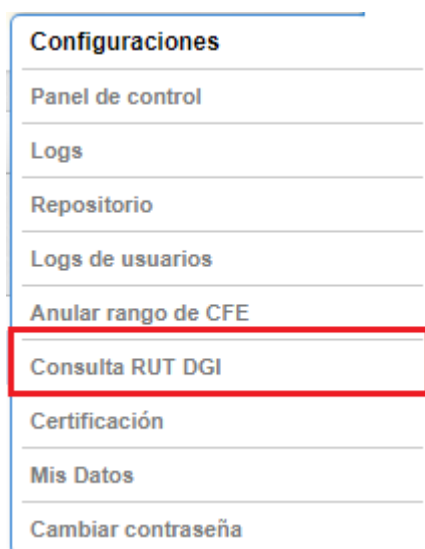 Configuraciones
Panel de control
Logs
Repositorio
Logs de usuarios
Anular rango de CFE
Consulta RUT DGI
Certificación
Mis Datos
Cambiar contraseña